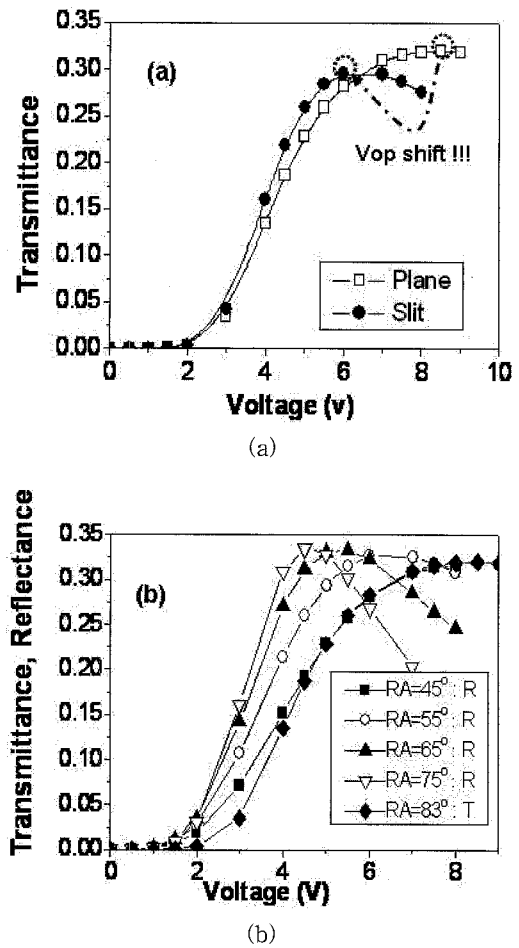 (a)
Transmittance
0.35
0.30
0.25
0.20
0.15
0.10
0.05
0.00
Vop shift !!!
Plane
Slit
0 2 4 6 8 10
Voltage (v)
(a)
(b)
Transmittance, Reflectance
0.35
0.30
0.25
0.20
0.15
0.10
0.05
0.00
RA=45° : R
RA=55° : R
RA=65° : R
RA=75° : R
RA=83° : T
0 2 4 6 8
Voltage (V)
(b)